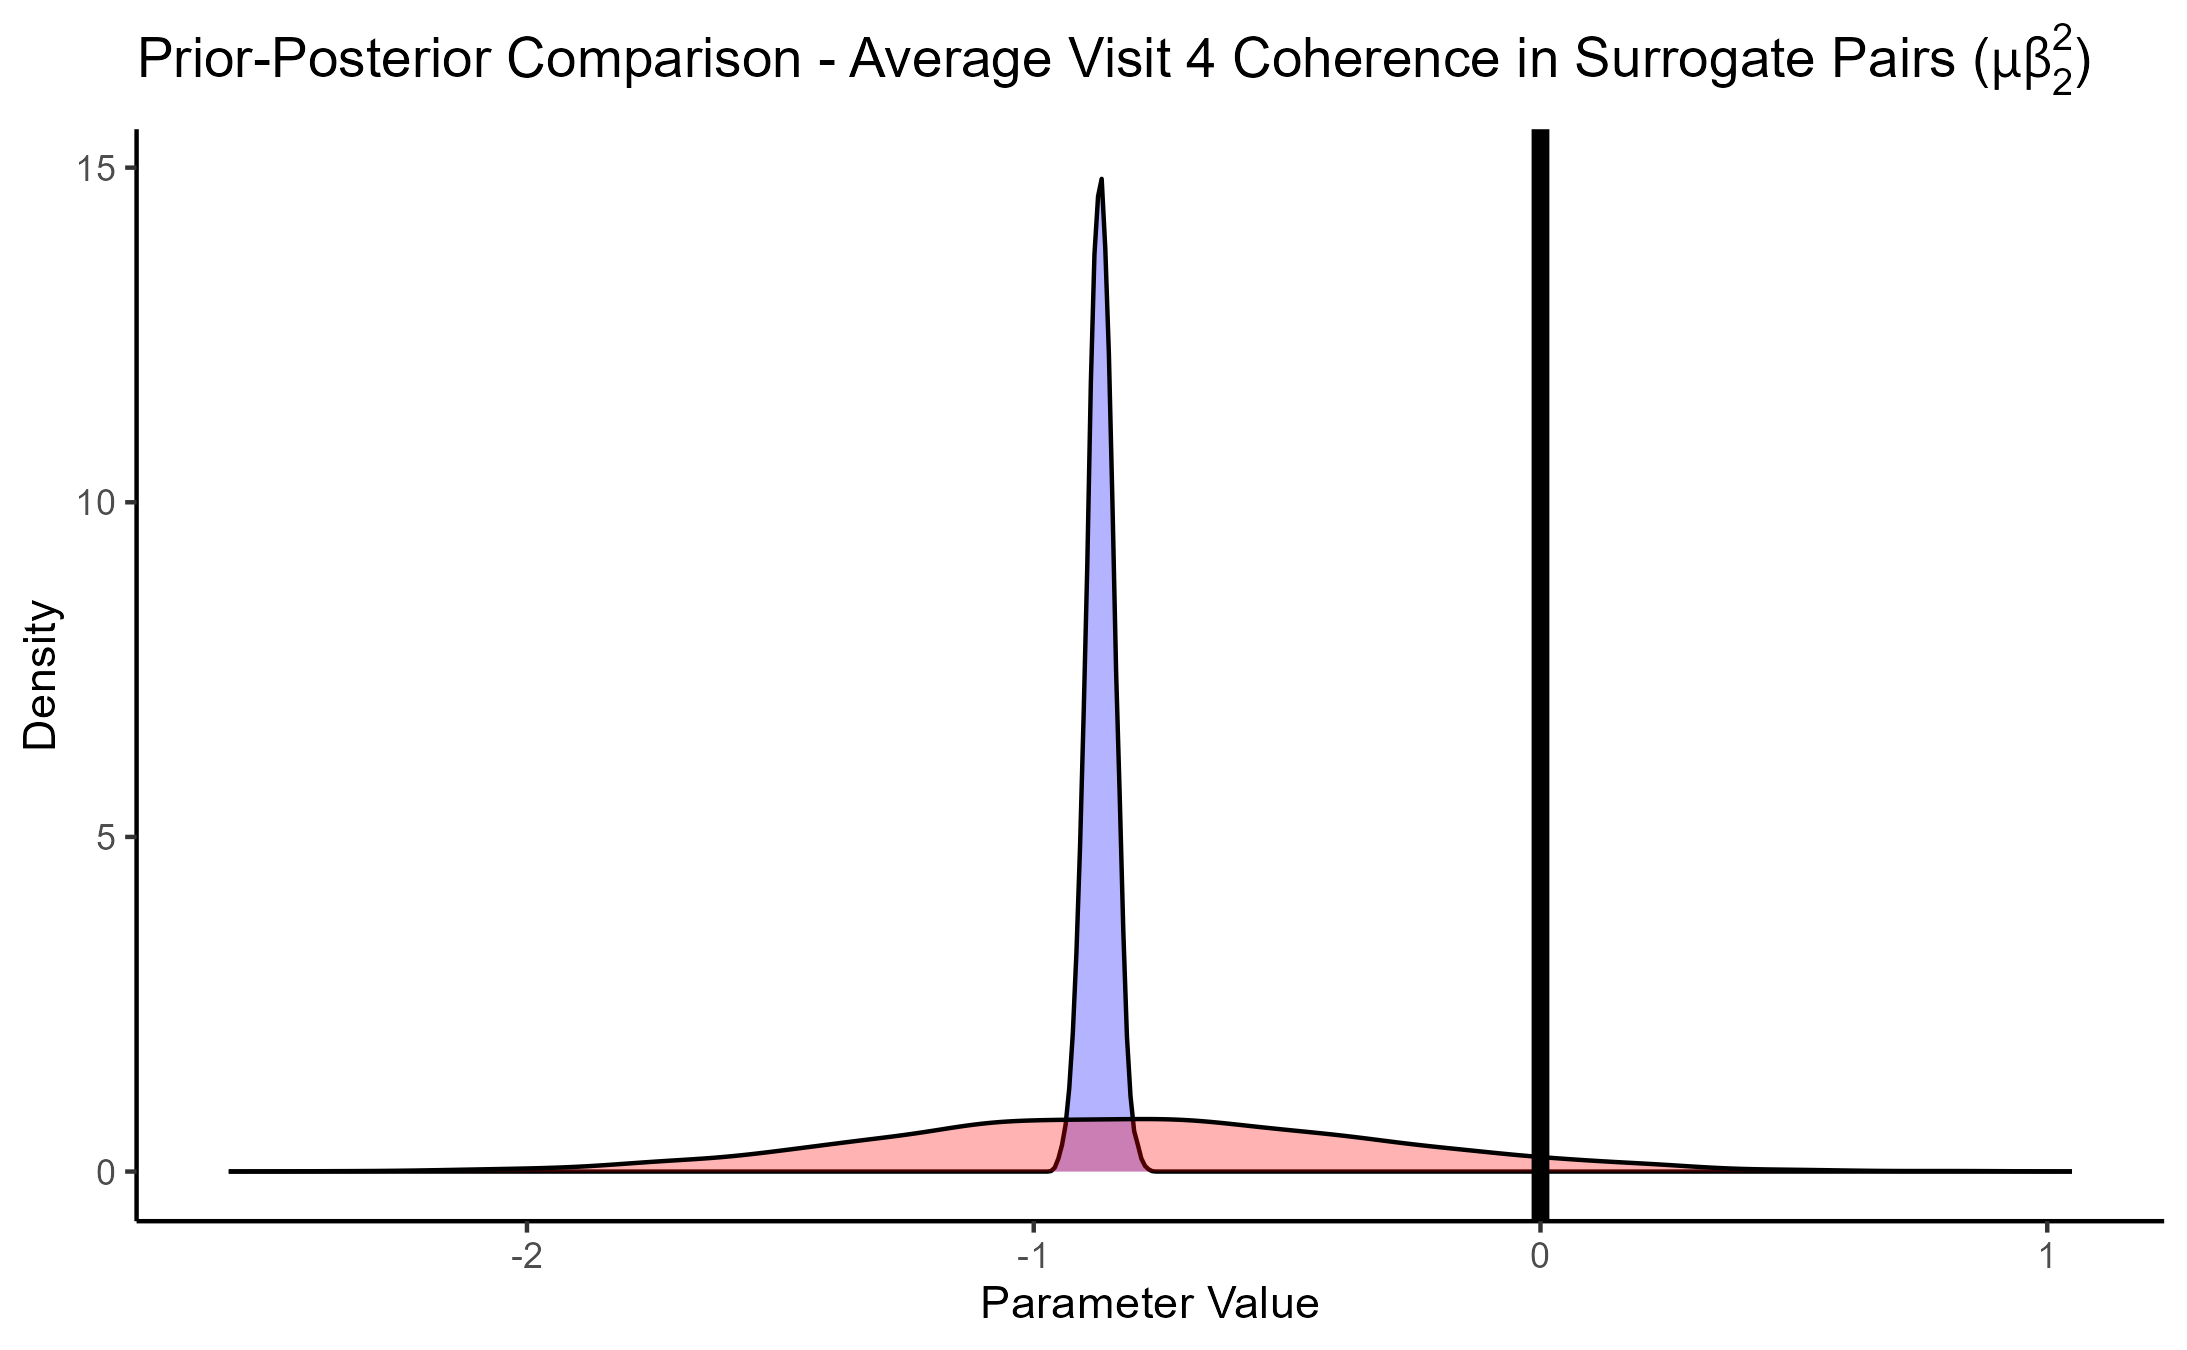 Prior-Posterior Comparison - Average Visit 4 Coherence in Surrogate Pairs (μβ₂²)
15
10
5
0
Density
-2
-1
0
1
Parameter Value